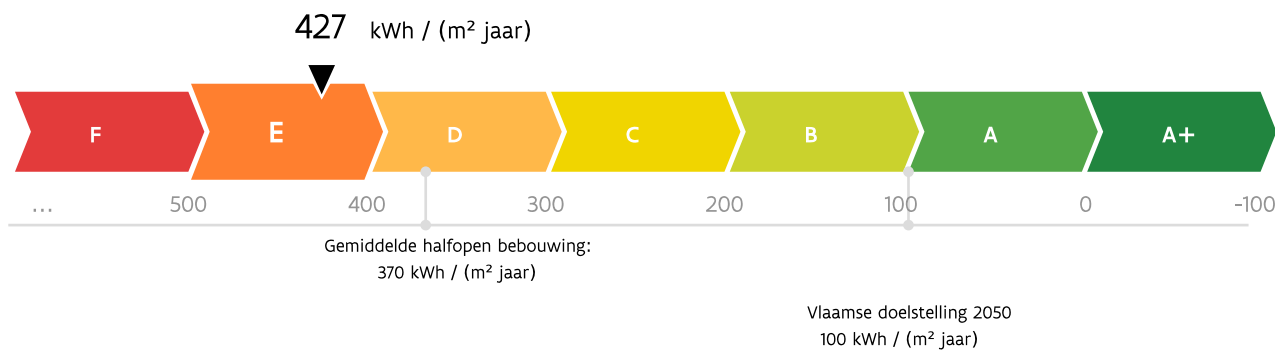 427 kWh / (m² jaar)
F E D C B A A+
... 500 400 300 200 100 0 -100
Gemiddelde halfopen bebouwing:
370 kWh / (m² jaar)
Vlaamse doelstelling 2050
100 kWh / (m² jaar)